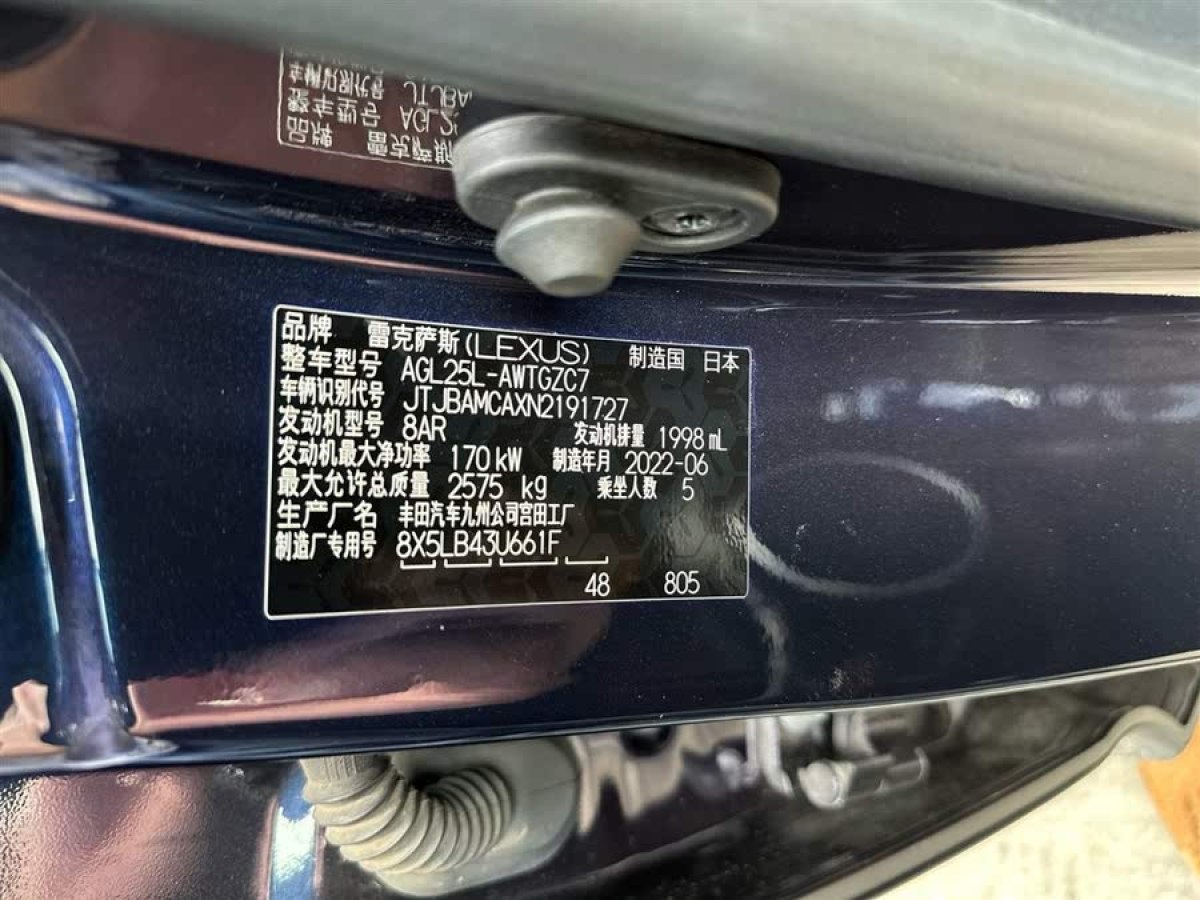 品牌 雷克萨斯(LEXUS) 制造国 日本
整车型号 AGL25L-AWTGZC7
车辆识别代号 JTJBAMCAXN2191727
发动机型号 8AR 发动机排量 1998 mL
发动机最大净功率 170 kW 制造年月 2022-06
最大允许总质量 2575 kg 乘坐人数 5
生产厂名 丰田汽车九州公司宫田工厂
制造厂专用号 8X5LB43U661F
48 805